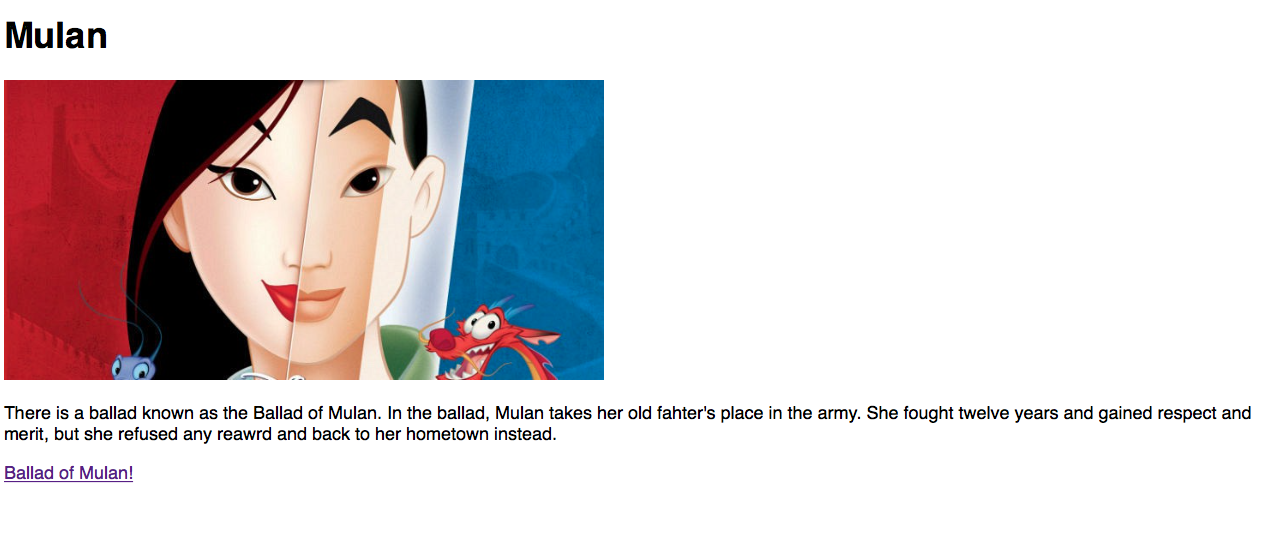 Mulan
There is a ballad known as the Ballad of Mulan. In the ballad, Mulan takes her old fahter's place in the army. She fought twelve years and gained respect and
merit, but she refused any reawrd and back to her hometown instead.
Ballad of Mulan!